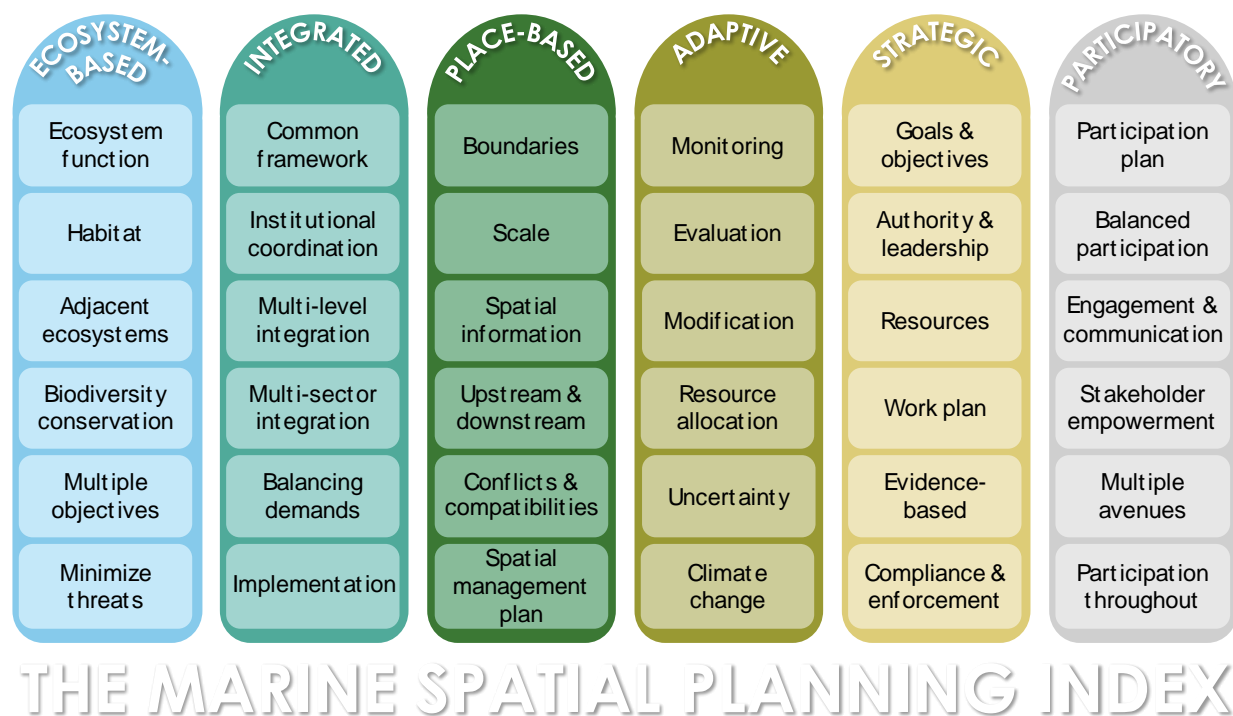 ECOSYSTEM-
BASED
Ecosystem
function
Habitat
Adjacent
ecosystems
Biodiversity
conservation
Multiple
objectives
Minimize
threats
INTEGRATED
Common
framework
Institutional
coordination
Multi-level
integration
Multi-sector
integration
Balancing
demands
Implementation
PLACE-BASED
Boundaries
Scale
Spatial
information
Upstream &
downstream
Conflicts &
compatibilities
Spatial
management
plan
ADAPTIVE
Monitoring
Evaluation
Modification
Resource
allocation
Uncertainty
Climate
change
STRATEGIC
Goals &
objectives
Authority &
leadership
Resources
Work plan
Evidence-
based
Compliance &
enforcement
PARTICIPATORY
Participation
plan
Balanced
participation
Engagement &
communication
Stakeholder
empowerment
Multiple
avenues
Participation
throughout
THE MARINE SPATIAL PLANNING INDEX